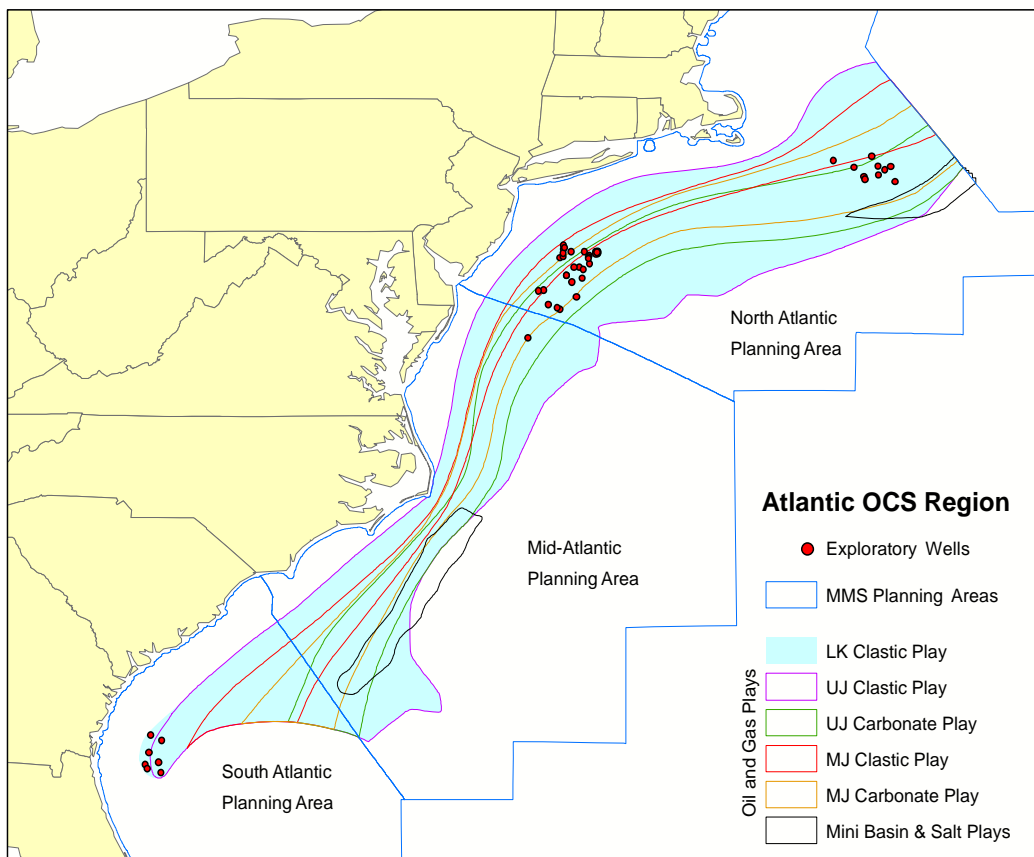 North Atlantic
Planning Area
Mid-Atlantic
Planning Area
South Atlantic
Planning Area
Atlantic OCS Region
Exploratory Wells
MMS Planning Areas
Oil and Gas Plays
LK Clastic Play
UJ Clastic Play
UJ Carbonate Play
MJ Clastic Play
MJ Carbonate Play
Mini Basin & Salt Plays